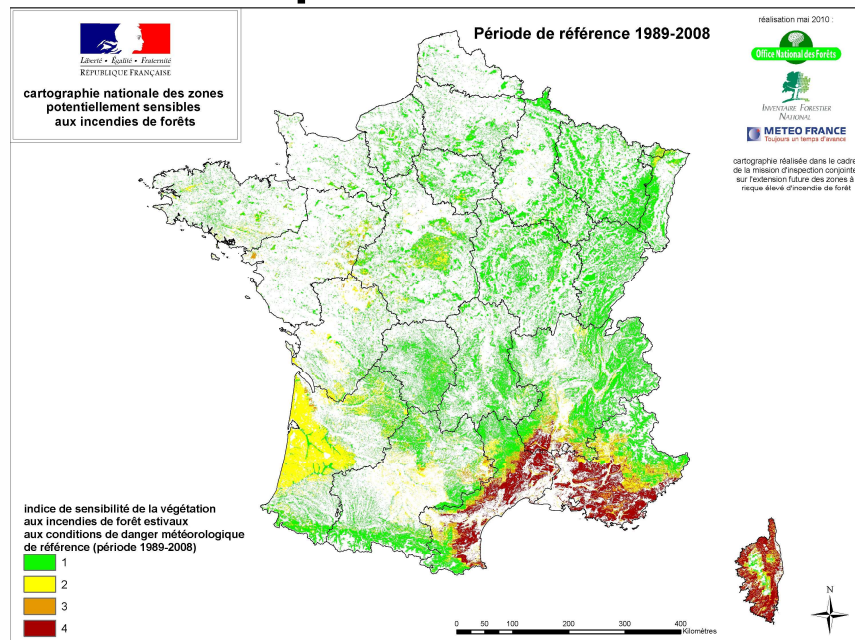 Liberté • Égalité • Fraternité
RÉPUBLIQUE FRANÇAISE
cartographie nationale des zones
potentiellement sensibles
aux incendies de forêts
Période de référence 1989-2008
réalisation mai 2010 :
Office National des Forêts
INVENTAIRE FORESTIER
NATIONAL
METEO FRANCE
Toujours un temps d'avance
cartographie réalisée dans le cadre
de la mission d'inspection conjointe
sur l'extension future des zones à
risque élevé d'incendie de forêt
indice de sensibilité de la végétation
aux incendies de forêt estivaux
aux conditions de danger météorologique
de référence (période 1989-2008)
1
2
3
4
0 50 100 200 300 400
Kilomètres
N